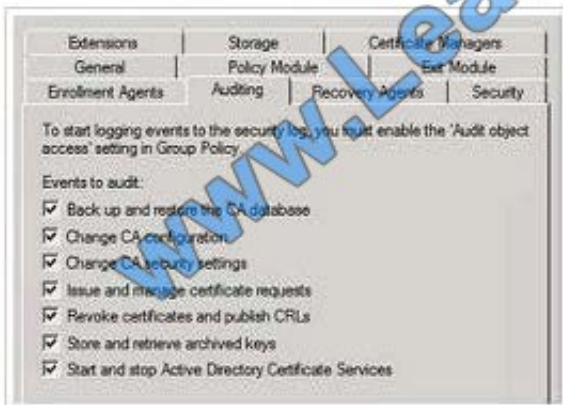 Extensions Storage Certificate Managers
General Policy Module Exit Module
Enrollment Agents Auditing Recovery Agents Security
To start logging events to the security log, you must enable the 'Audit object
access' setting in Group Policy.
Events to audit:
Back up and restore the CA database
Change CA configuration
Change CA security settings
Issue and manage certificate requests
Revoke certificates and publish CRLs
Store and retrieve archived keys
Start and stop Active Directory Certificate Services
www.Lea